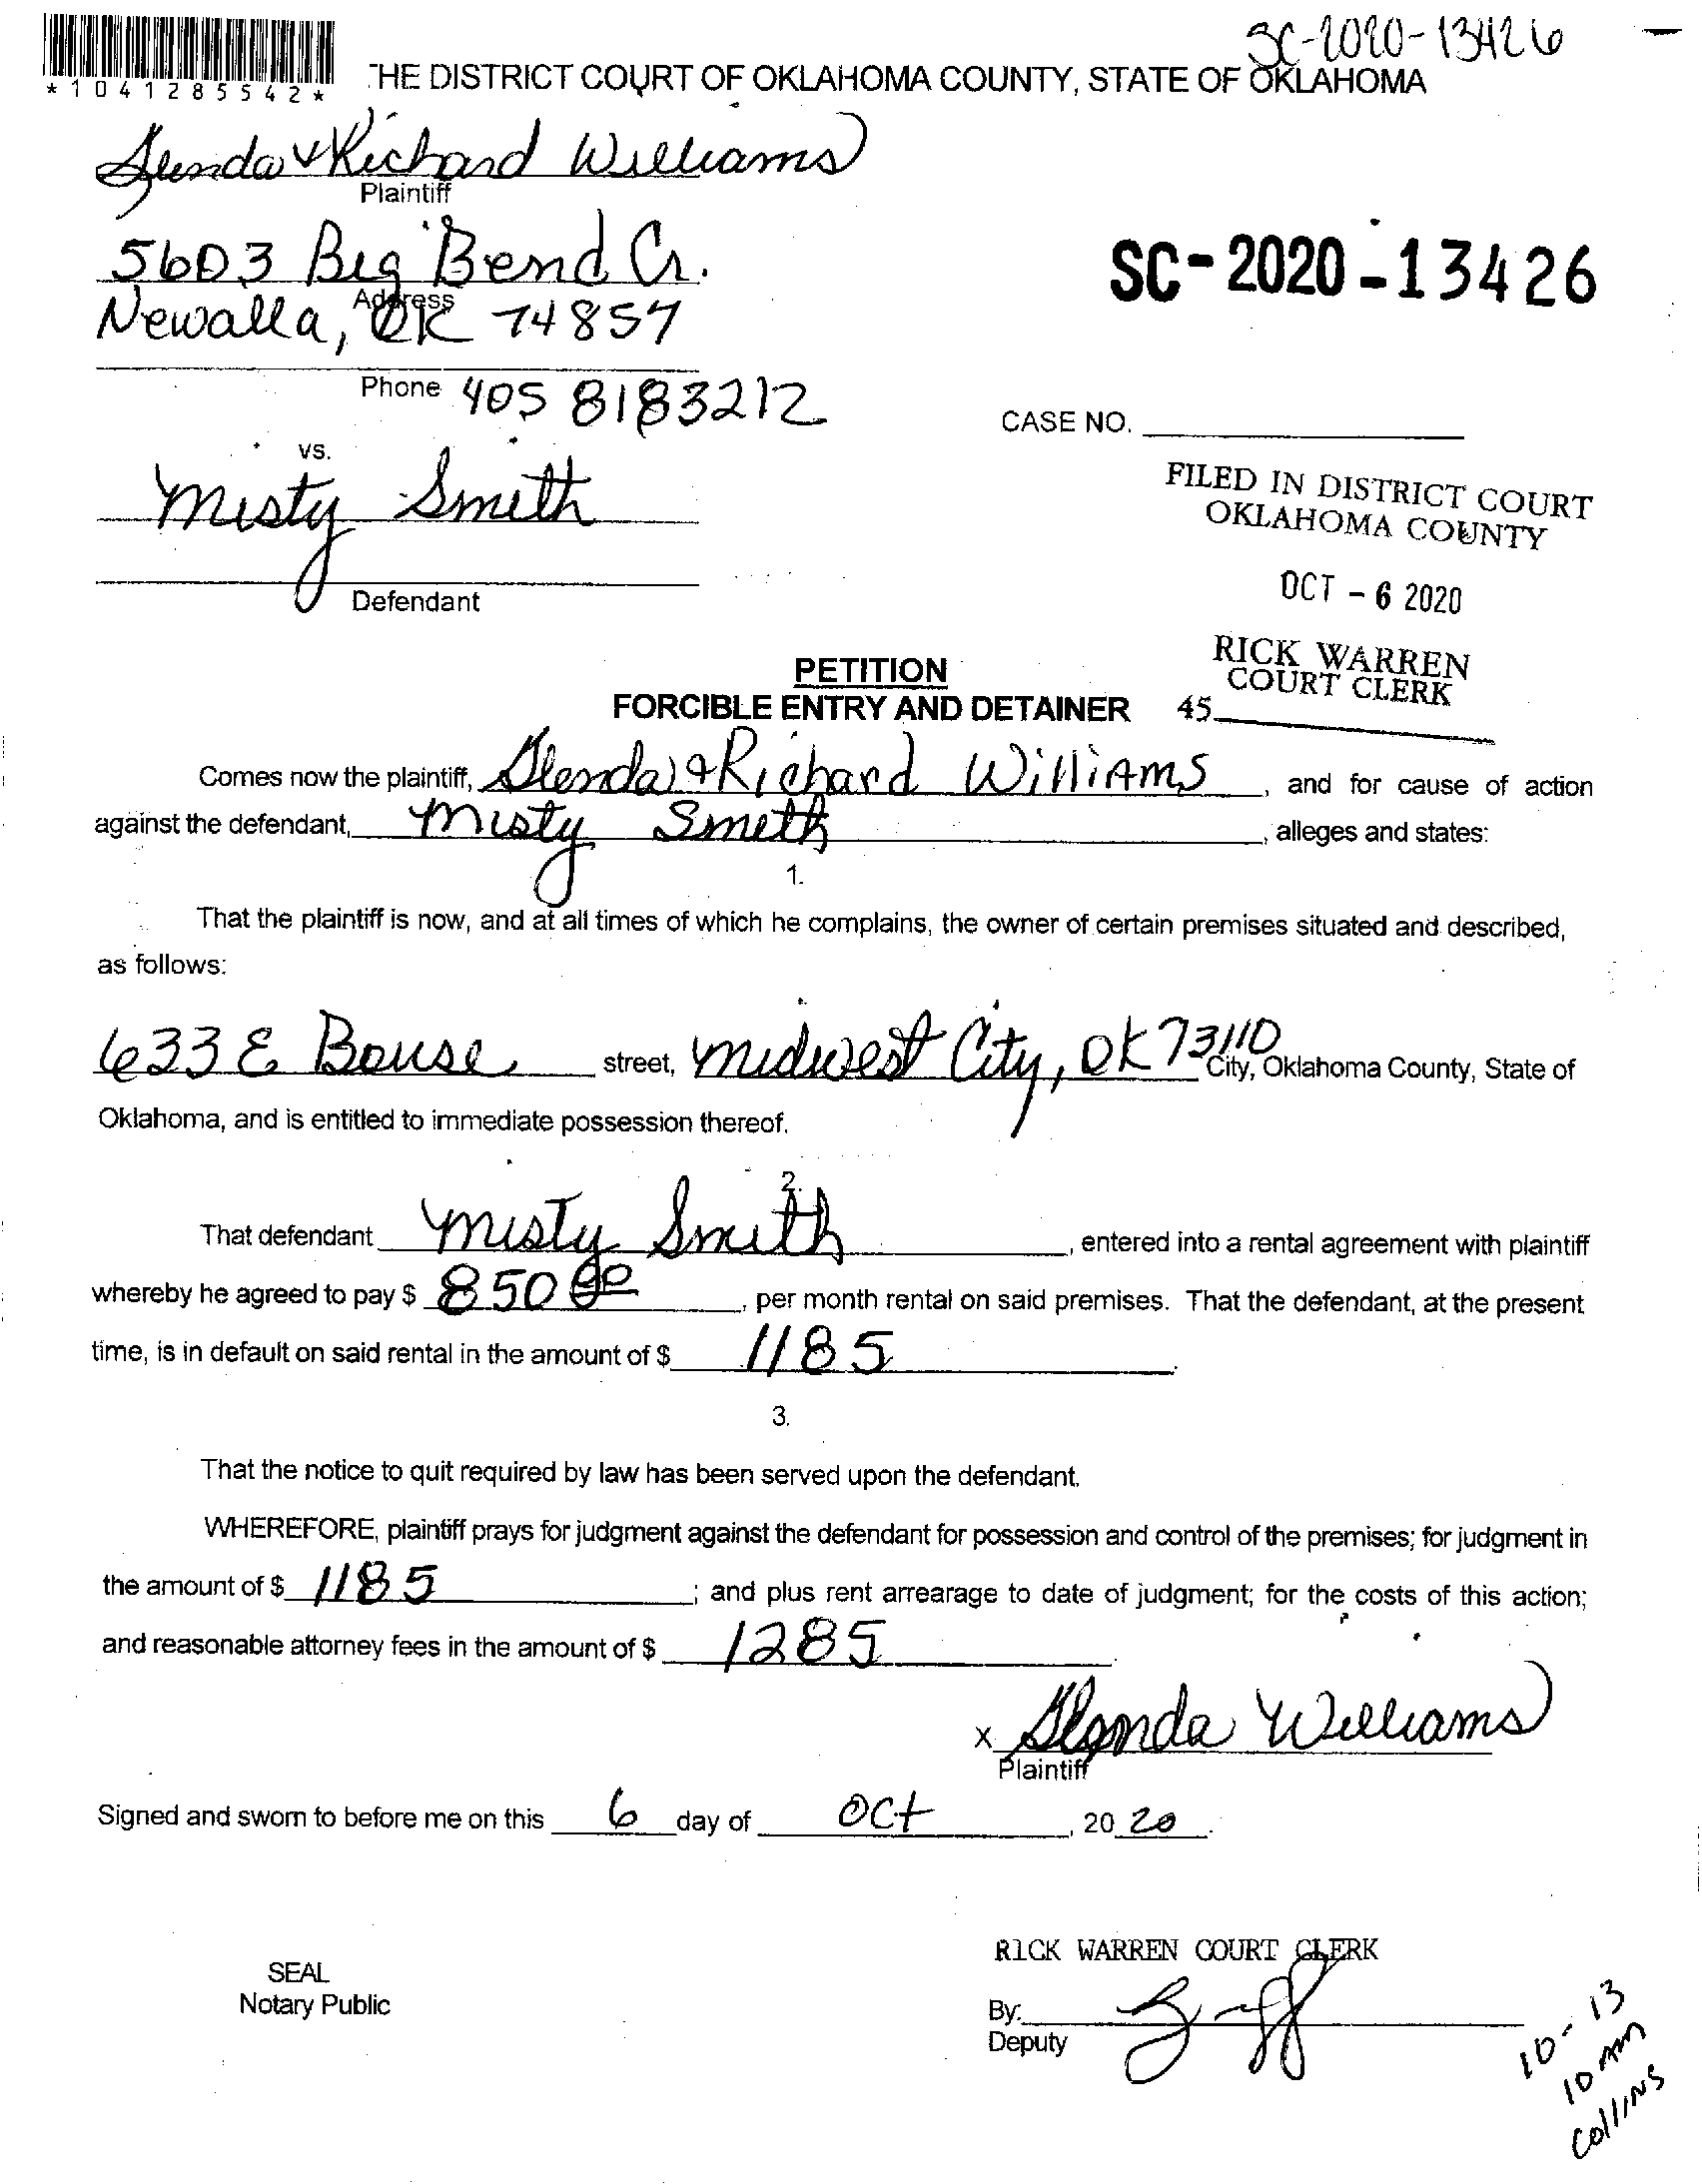 SC-2020-13426
*1041285542*
THE DISTRICT COURT OF OKLAHOMA COUNTY, STATE OF OKLAHOMA
Glenda & Richard Williams
Plaintiff
5603 Big Bend Cr.
Address
Newalla, OK 74857
SC-2020-13426
Phone 405 8183212
CASE NO.
vs.
Misty Smith
Defendant
FILED IN DISTRICT COURT
OKLAHOMA COUNTY
OCT - 6 2020
RICK WARREN
COURT CLERK
45
PETITION
FORCIBLE ENTRY AND DETAINER
Comes now the plaintiff, Glenda & Richard Williams, and for cause of action
against the defendant, Misty Smith, alleges and states:
1.
That the plaintiff is now, and at all times of which he complains, the owner of certain premises situated and described,
as follows:
633 E Bouse street, Midwest City, OK 73110 City, Oklahoma County, State of
Oklahoma, and is entitled to immediate possession thereof.
2.
That defendant Misty Smith, entered into a rental agreement with plaintiff
whereby he agreed to pay $ 850 00, per month rental on said premises. That the defendant, at the present
time, is in default on said rental in the amount of $ 1185.
3.
That the notice to quit required by law has been served upon the defendant.
WHEREFORE, plaintiff prays for judgment against the defendant for possession and control of the premises; for judgment in
the amount of $ 1185; and plus rent arrearage to date of judgment; for the costs of this action;
and reasonable attorney fees in the amount of $ 1285.
X Glenda Williams
Plaintiff
Signed and sworn to before me on this 6 day of Oct, 20 20.
RICK WARREN COURT CLERK
SEAL
Notary Public
By:
Deputy
10-13
10 AM
Collins